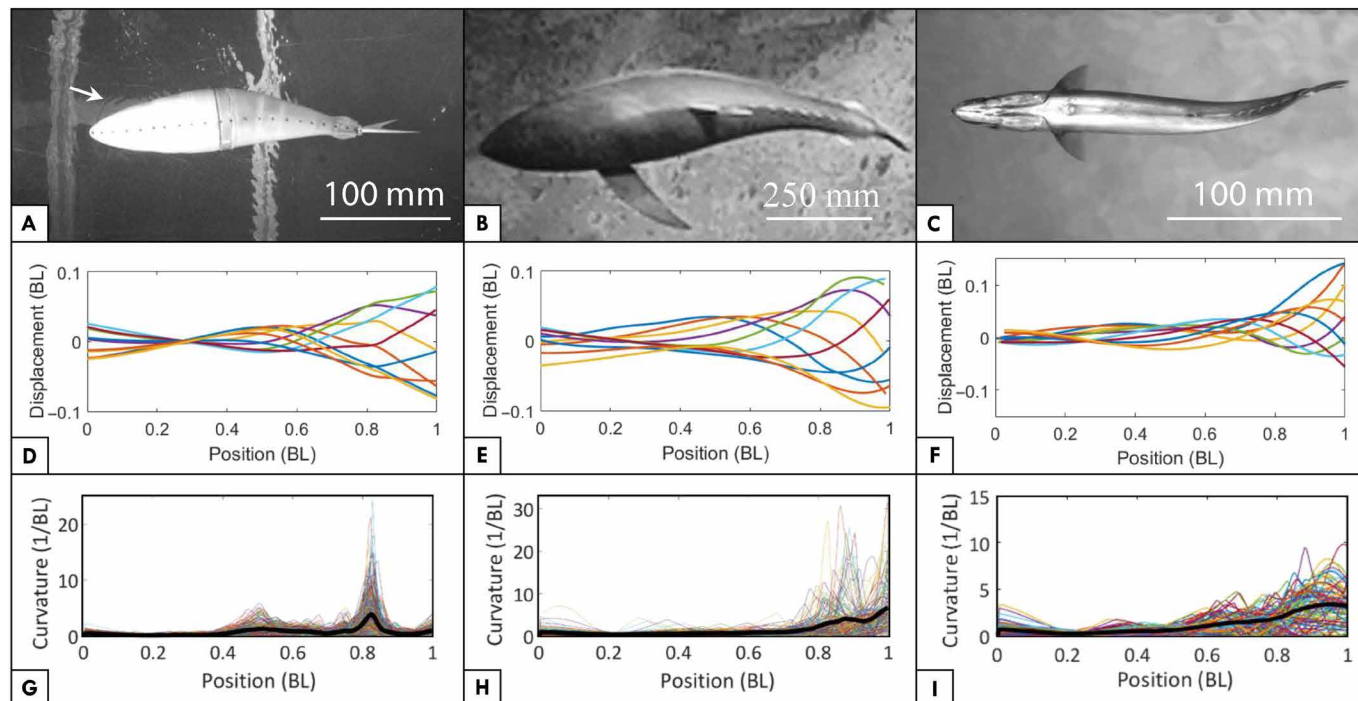 100 mm
A
250 mm
B
100 mm
C
0.1
0
−0.1
Displacement (BL)
0 0.2 0.4 0.6 0.8 1
Position (BL)
D
0.1
0
−0.1
Displacement (BL)
0 0.2 0.4 0.6 0.8 1
Position (BL)
E
0.1
0
−0.1
Displacement (BL)
0 0.2 0.4 0.6 0.8 1
Position (BL)
F
20
10
0
Curvature (1/BL)
0 0.2 0.4 0.6 0.8 1
Position (BL)
G
30
20
10
0
Curvature (1/BL)
0 0.2 0.4 0.6 0.8 1
Position (BL)
H
15
10
5
0
Curvature (1/BL)
0 0.2 0.4 0.6 0.8 1
Position (BL)
I